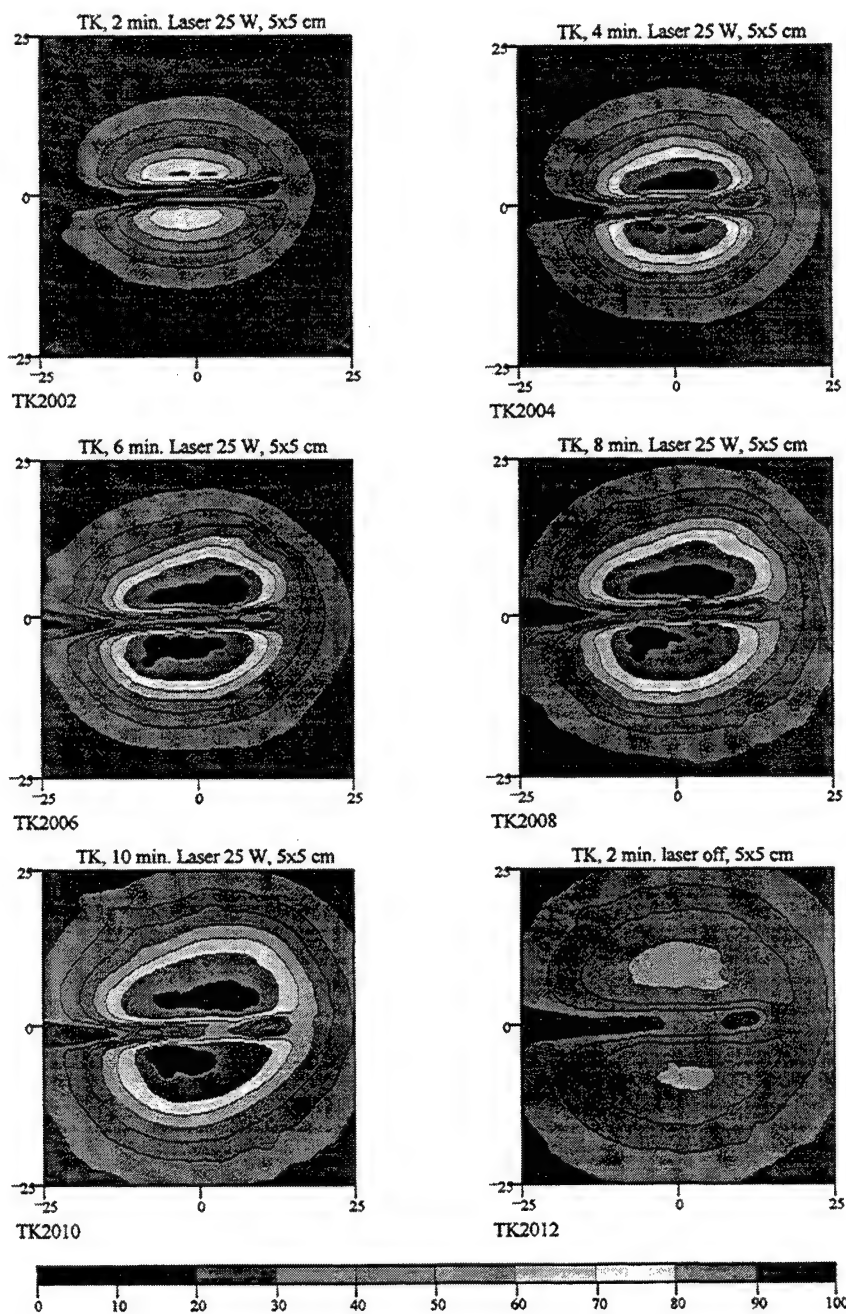 TK, 2 min. Laser 25 W, 5x5 cm
25
0
−25
−25 0 25
TK2002
TK, 4 min. Laser 25 W, 5x5 cm
25
0
−25
−25 0 25
TK2004
TK, 6 min. Laser 25 W, 5x5 cm
25
0
−25
−25 0 25
TK2006
TK, 8 min. Laser 25 W, 5x5 cm
25
0
−25
−25 0 25
TK2008
TK, 10 min. Laser 25 W, 5x5 cm
25
0
−25
−25 0 25
TK2010
TK, 2 min. laser off, 5x5 cm
25
0
−25
−25 0 25
TK2012
0 10 20 30 40 50 60 70 80 90 100